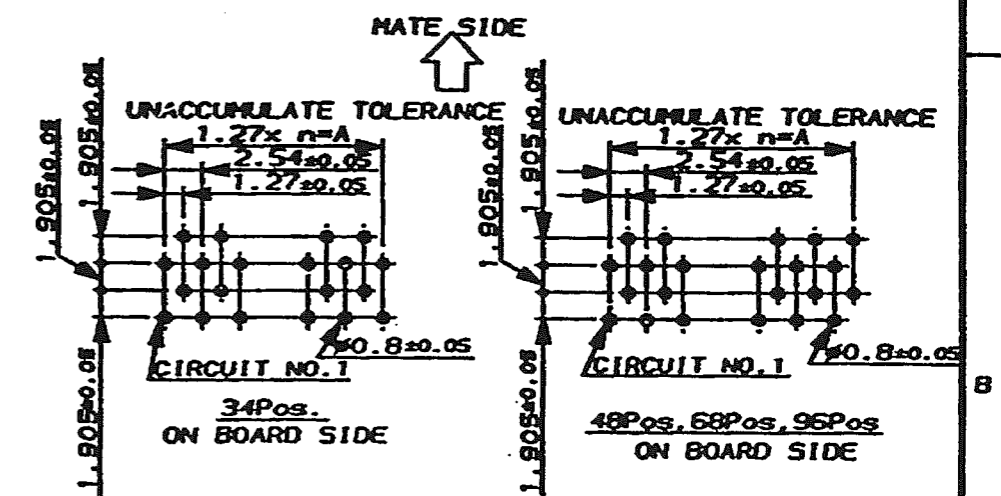 MATE SIDE
UNACCUMULATE TOLERANCE
1.27x n=A
2.54±0.05
1.27±0.05
1.905±0.05
1.905±0.05
1.905±0.05
ø0.8±0.05
CIRCUIT NO.1
34Pos.
ON BOARD SIDE
UNACCUMULATE TOLERANCE
1.27x n=A
2.54±0.05
1.27±0.05
1.905±0.05
1.905±0.05
1.905±0.05
ø0.8±0.05
CIRCUIT NO.1
48Pos,68Pos,96Pos
ON BOARD SIDE
8